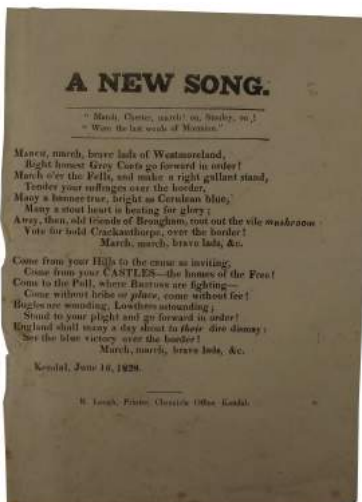 A NEW SONG.
" March, Chester, march! on, Stanley, on!
" Were the last words of Marmion."
MARCH, march, brave lads of Westmoreland,
Right honest Grey Coats go forward in order!
March o'er the Fells, and make a right gallant stand,
Tender your suffrages over the border,
Many a banner true, bright as Cerulean blue,
Many a stout heart is beating for glory;
Away, then, old friends of Brougham, root out the vile mushroom
Vote for bold Crackanthorpe, over the border!
March, march, brave lads, &c.
Come from your Hills to the cause so inviting,
Come from your CASTLES—the homes of the Free!
Come to the Poll, where are fighting—
Come without bribe or place, come without fee!
Bugles are wounding, Lowthers astounding;
Stand to your plight and go forward in order!
England shall many a day shout to their dire dismay:
See the blue victory over the border!
March, march, brave lads, &c.
Kendal, June 16, 1826.
R. Lough, Printer, Chronicle Office, Kendal.